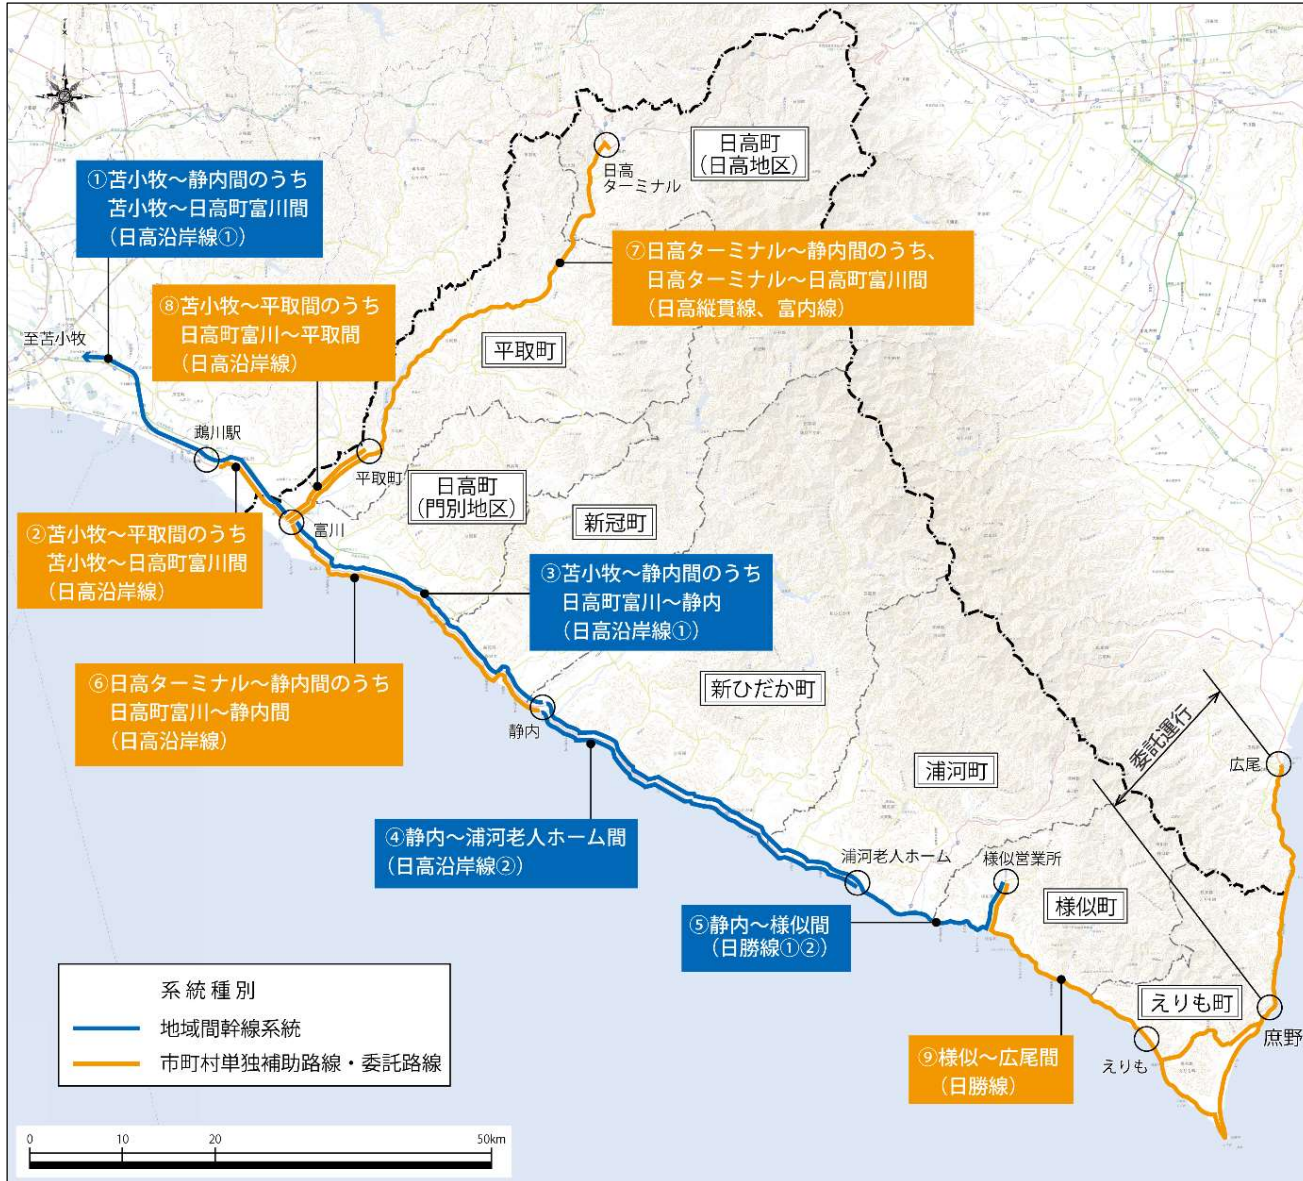 日高町
(日高地区)
日高
ターミナル
①苫小牧～静内間のうち
苫小牧～日高町富川間
(日高沿岸線①)
⑦日高ターミナル～静内間のうち、
日高ターミナル～日高町富川間
(日高縦貫線、富内線)
⑧苫小牧～平取間のうち
日高町富川～平取間
(日高沿岸線)
至苫小牧
平取町
鵡川駅
平取町
日高町
(門別地区)
新冠町
富川
②苫小牧～平取間のうち
苫小牧～日高町富川間
(日高沿岸線)
③苫小牧～静内間のうち
日高町富川～静内
(日高沿岸線①)
⑥日高ターミナル～静内間のうち
日高町富川～静内間
(日高沿岸線)
新ひだか町
静内
委託運行
広尾
浦河町
④静内～浦河老人ホーム間
(日高沿岸線②)
浦河老人ホーム
様似営業所
様似町
⑤静内～様似間
(日勝線①②)
えりも町
庶野
えりも
⑨様似～広尾間
(日勝線)
系統種別
地域間幹線系統
市町村単独補助路線・委託路線
0 10 20 50km